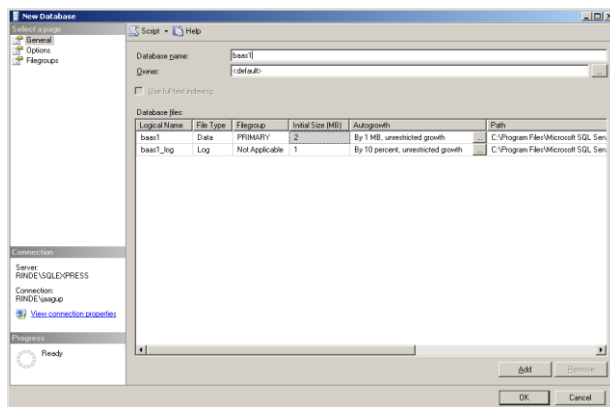 New Database
Select a page
General
Options
Filegroups
Script
Help
Database name:
baas1
Owner:
<default>
...
Use full-text indexing
Database files:
Logical Name File Type Filegroup Initial Size (MB) Autogrowth Path
baas1 Data PRIMARY 2 By 1 MB, unrestricted growth ... C:\Program Files\Microsoft SQL Serv
baas1_log Log Not Applicable 1 By 10 percent, unrestricted growth ... C:\Program Files\Microsoft SQL Serv
Connection
Server:
RINDE\SQLEXPRESS
Connection:
RINDE\jaagup
View connection properties
Progress
Ready
Add Remove
OK Cancel